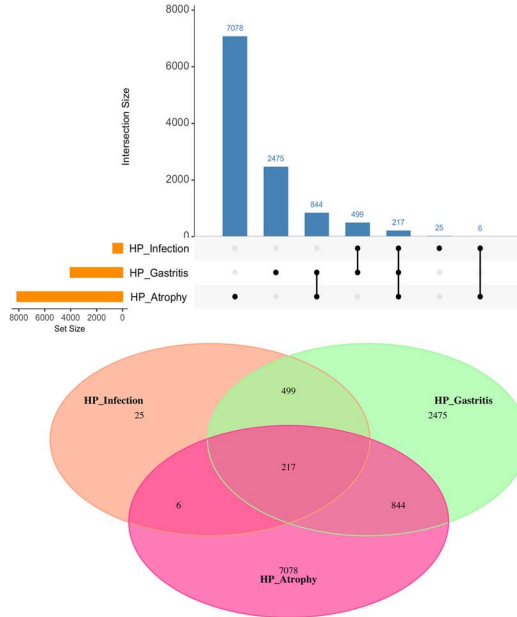 8000
7078
6000
Intersection Size
4000
2475
2000
844
499
217
25
6
0
HP_Infection
HP_Gastritis
HP_Atrophy
8000 6000 4000 2000 0
Set Size
499
HP_Infection
HP_Gastritis
25
2475
217
6
844
7078
HP_Atrophy